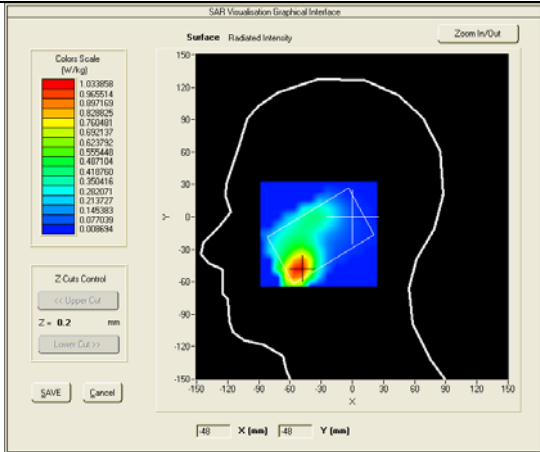 SAR Visualisation Graphical Interface
Surface Radiated Intensity
Zoom In/Out
Colors Scale
(W/kg)
1.033858
0.965514
0.897169
0.828825
0.760481
0.692137
0.623792
0.555448
0.487104
0.418760
0.350416
0.282071
0.213727
0.145383
0.077039
0.008694
Z Cuts Control
<< Upper Cut
Z = 0.2 mm
Lower Cut >>
SAVE Cancel
150
120
90
60
30
0
-30
-60
-90
-120
-150
Y
-150 -120 -90 -60 -30 0 30 60 90 120 150
X
-48 X (mm) -48 Y (mm)